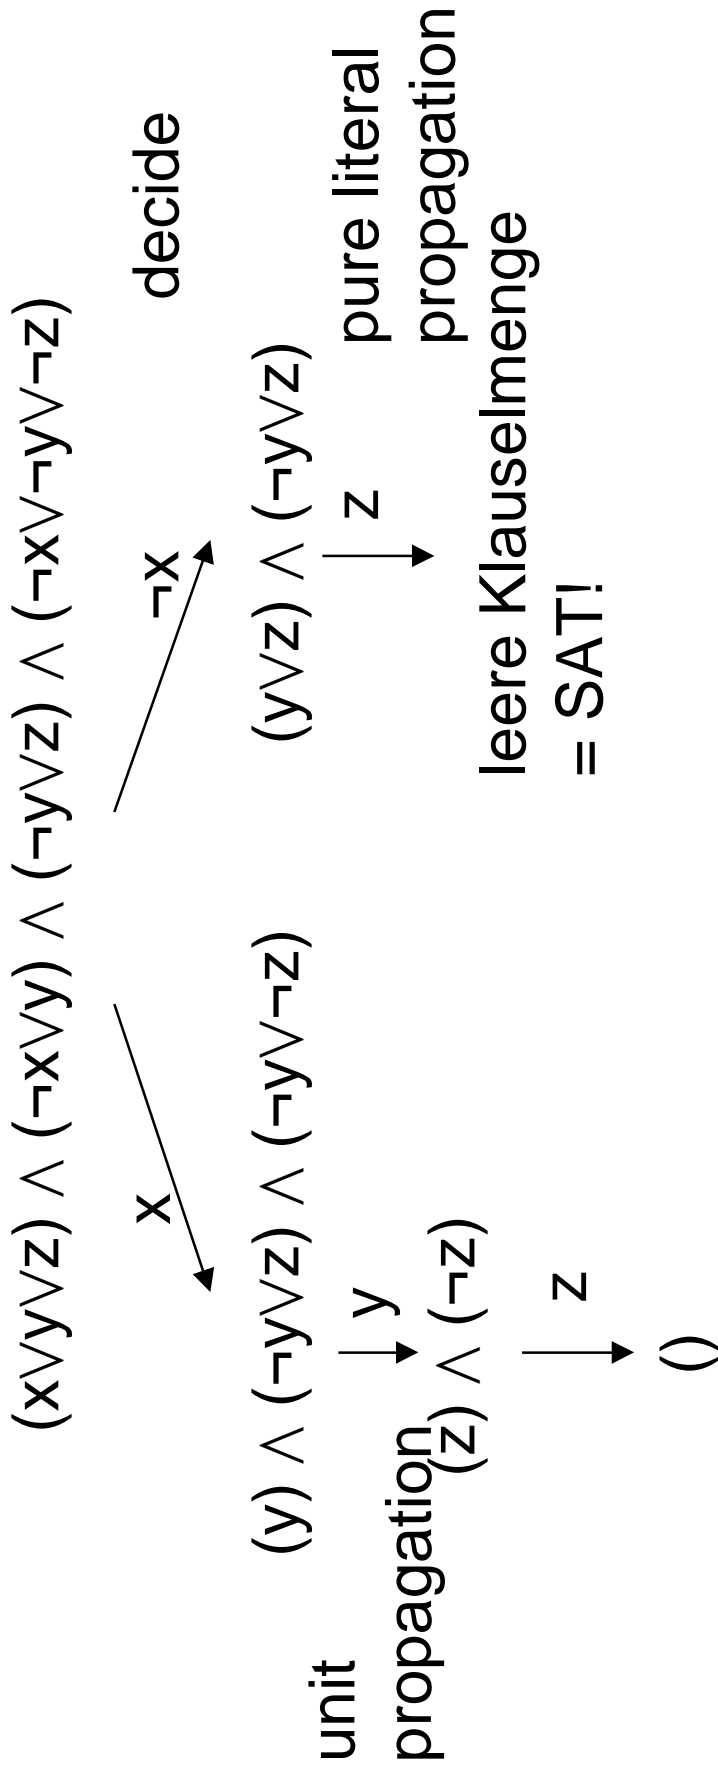 (x∨y∨z) ∧ (¬x∨y) ∧ (¬y∨z) ∧ (¬x∨¬y∨¬z)
decide
x
¬x
(y) ∧ (¬y∨z) ∧ (¬y∨¬z)
(y∨z) ∧ (¬y∨z)
unit
propagation
y
z
pure literal
propagation
(z) ∧ (¬z)
leere Klauselmenge
= SAT!
z
()